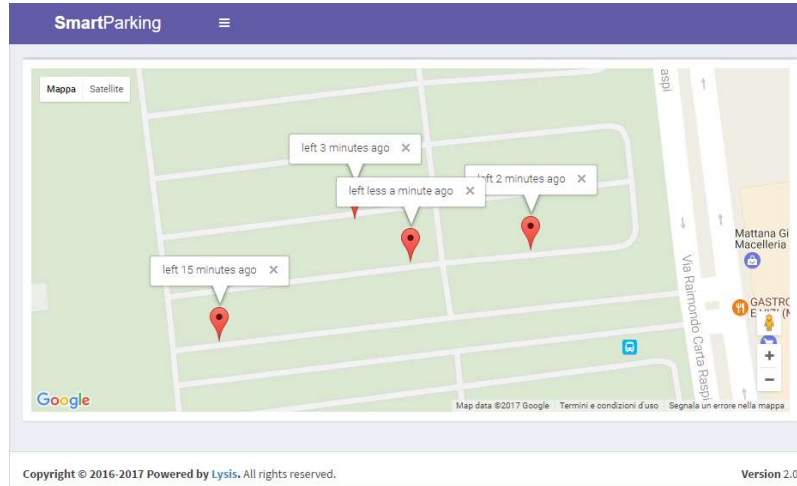 SmartParking
Mappa Satellite
aspi
left 3 minutes ago ×
left 2 minutes ago ×
left less a minute ago ×
Mattana Gi
Macelleria
left 15 minutes ago ×
Via Raimondo Carta Raspi
GASTRO
Google
Map data ©2017 Google Termini e condizioni d'uso Segnala un errore nella mappa
Copyright © 2016-2017 Powered by Lysis. All rights reserved.
Version 2.0